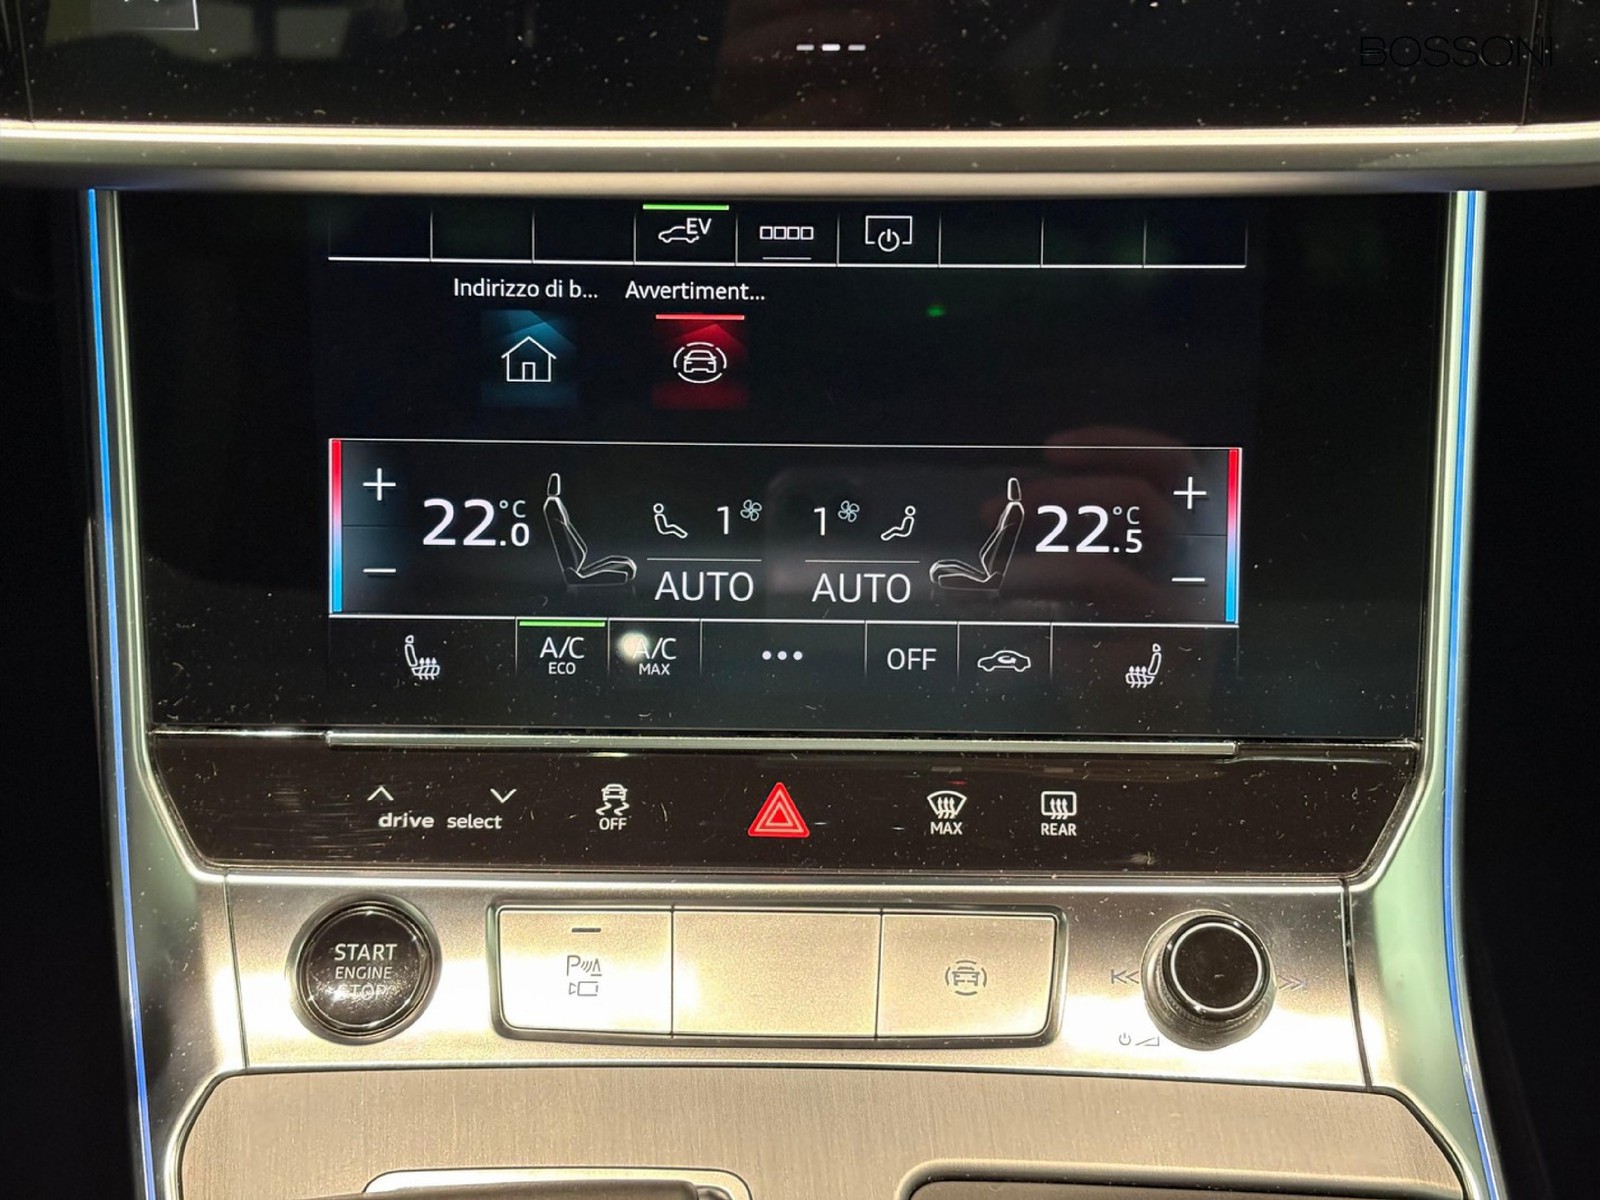 BOSSONI
EV
Indirizzo di b... Avvertiment...
+ 22.0 °C 1 1 22.5 °C +
− AUTO AUTO −
A/C ECO A/C MAX ••• OFF
drive select OFF MAX REAR
START
ENGINE
STOP
P